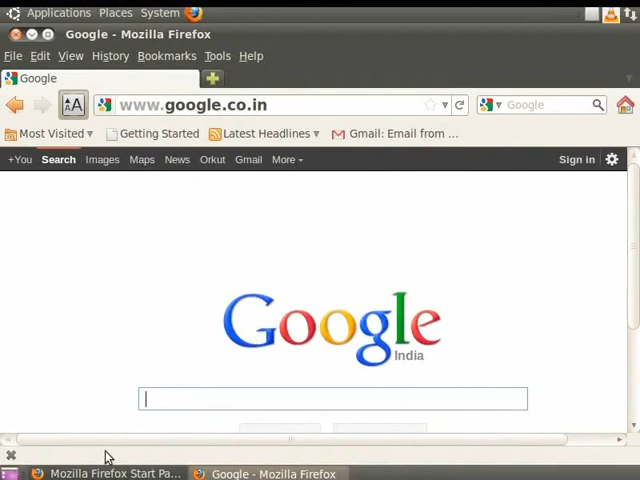 Applications Places System
Google - Mozilla Firefox
File Edit View History Bookmarks Tools Help
Google
www.google.co.in Google
Most Visited Getting Started Latest Headlines Gmail: Email from ...
+You Search Images Maps News Orkut Gmail More Sign in
Google
India
Mozilla Firefox Start Pa... Google - Mozilla Firefox